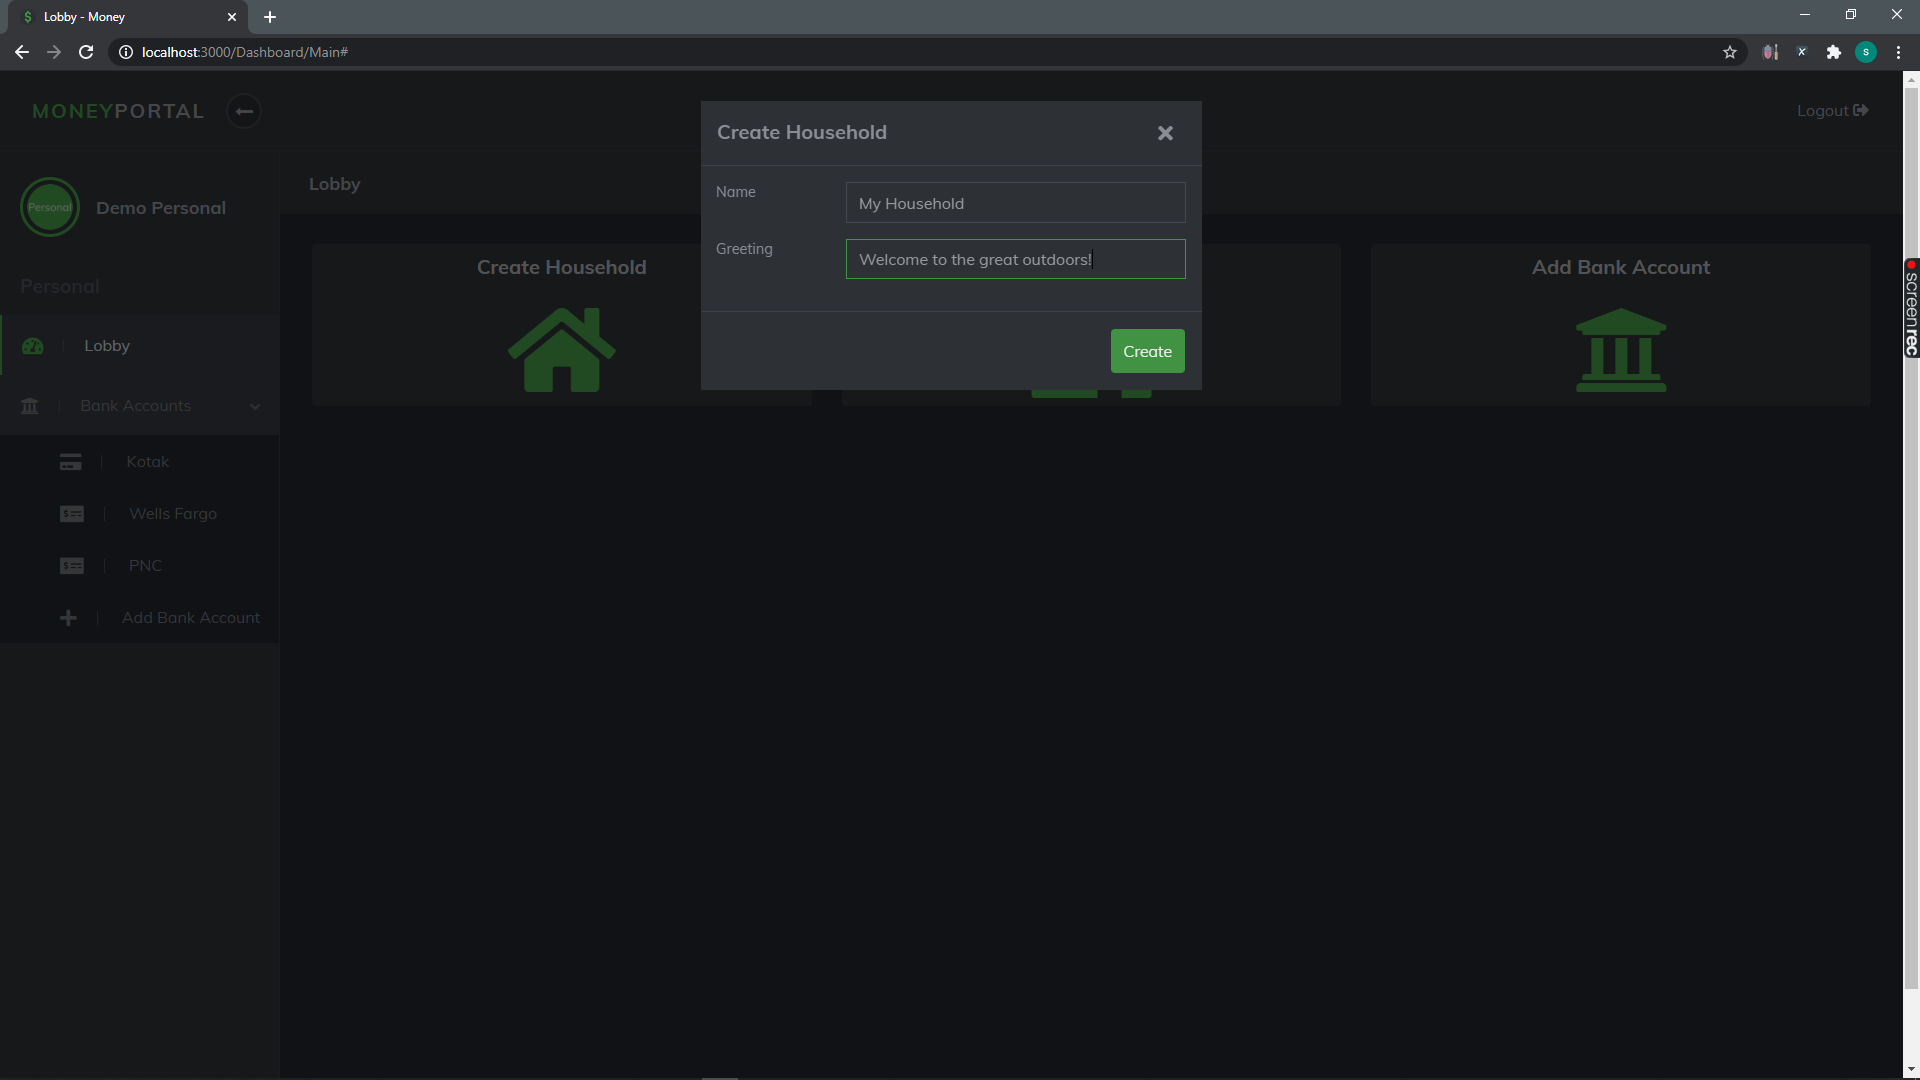 Lobby - Money
localhost:3000/Dashboard/Main#
S
MONEYPORTAL
Logout
Personal
Demo Personal
Personal
Lobby
Bank Accounts
Kotak
Wells Fargo
PNC
Add Bank Account
Lobby
Create Household
Add Bank Account
Create Household
Name
My Household
Greeting
Welcome to the great outdoors!
Create
screenrec